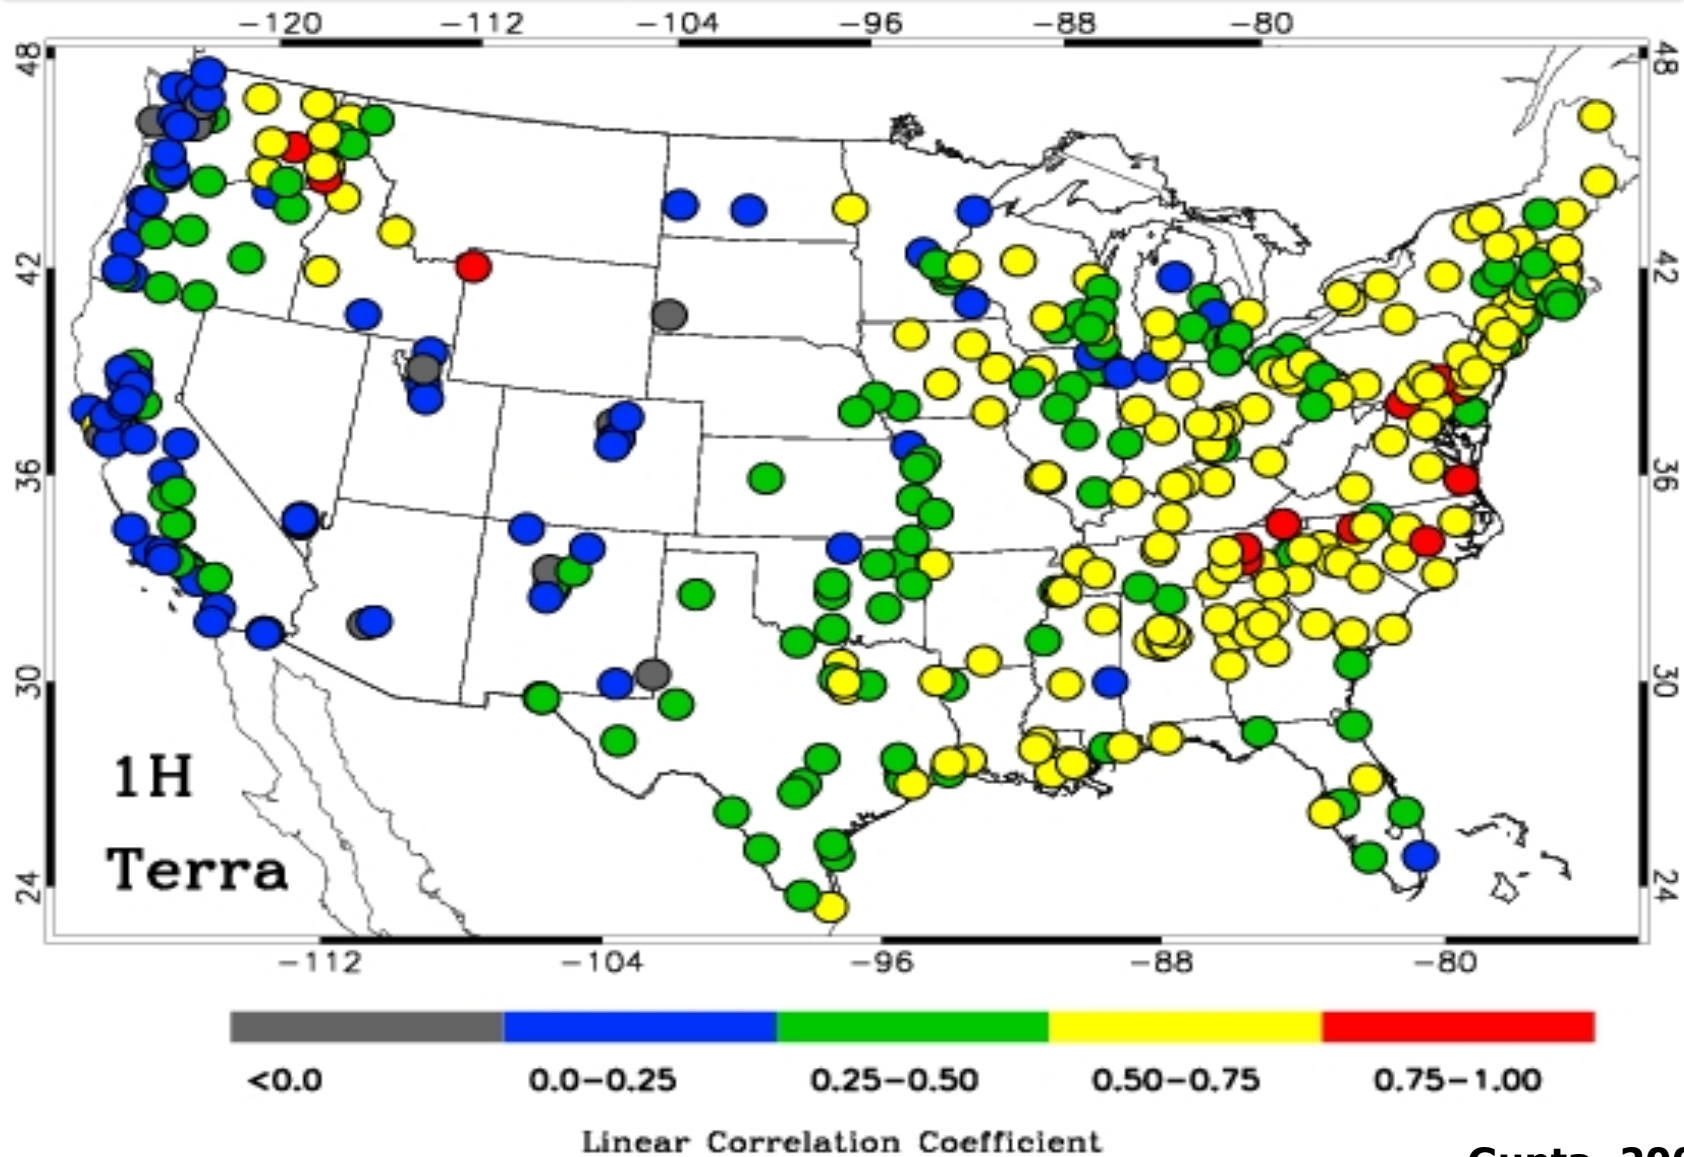 −120 −112 −104 −96 −88 −80
48 48
42 42
36 36
30 30
24 24
1H
Terra
−112 −104 −96 −88 −80
<0.0 0.0−0.25 0.25−0.50 0.50−0.75 0.75−1.00
Linear Correlation Coefficient